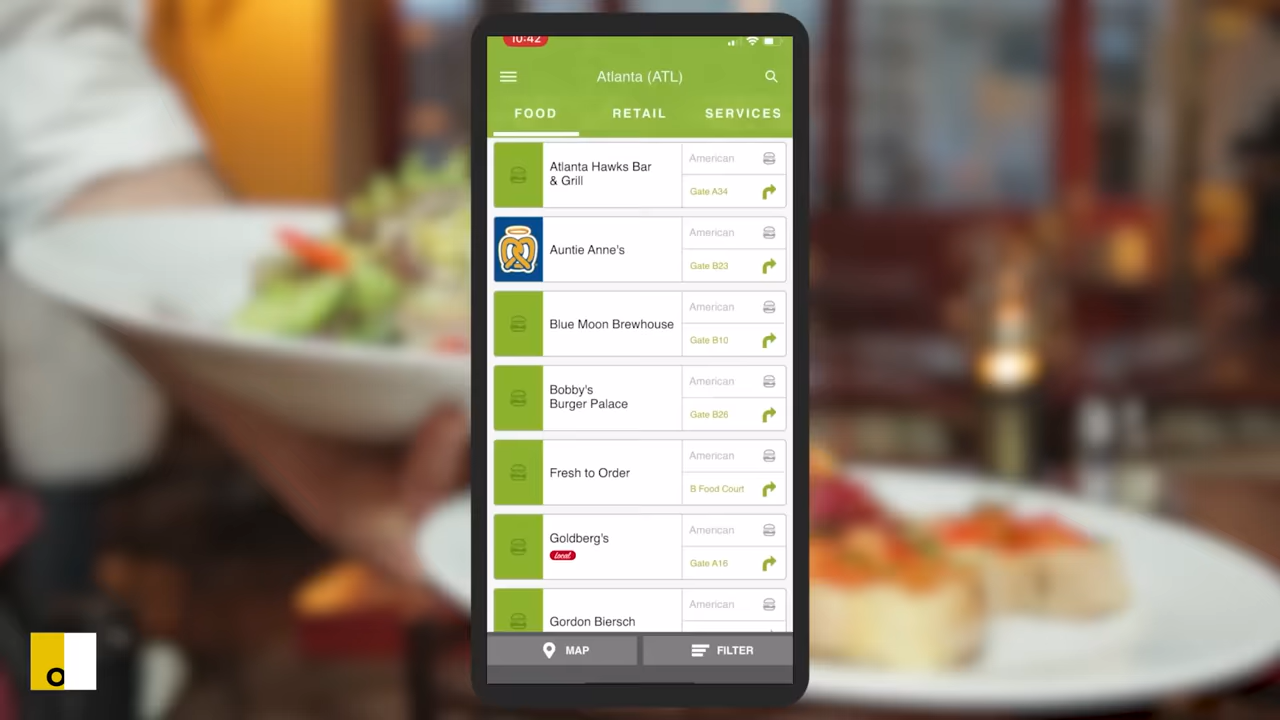 10:42
Atlanta (ATL)
FOOD RETAIL SERVICES
Atlanta Hawks Bar
& Grill
American
Gate A34
Auntie Anne's
American
Gate B23
Blue Moon Brewhouse
American
Gate B10
Bobby's
Burger Palace
American
Gate B26
Fresh to Order
American
B Food Court
Goldberg's
Local
American
Gate A16
Gordon Biersch
American
MAP FILTER
O